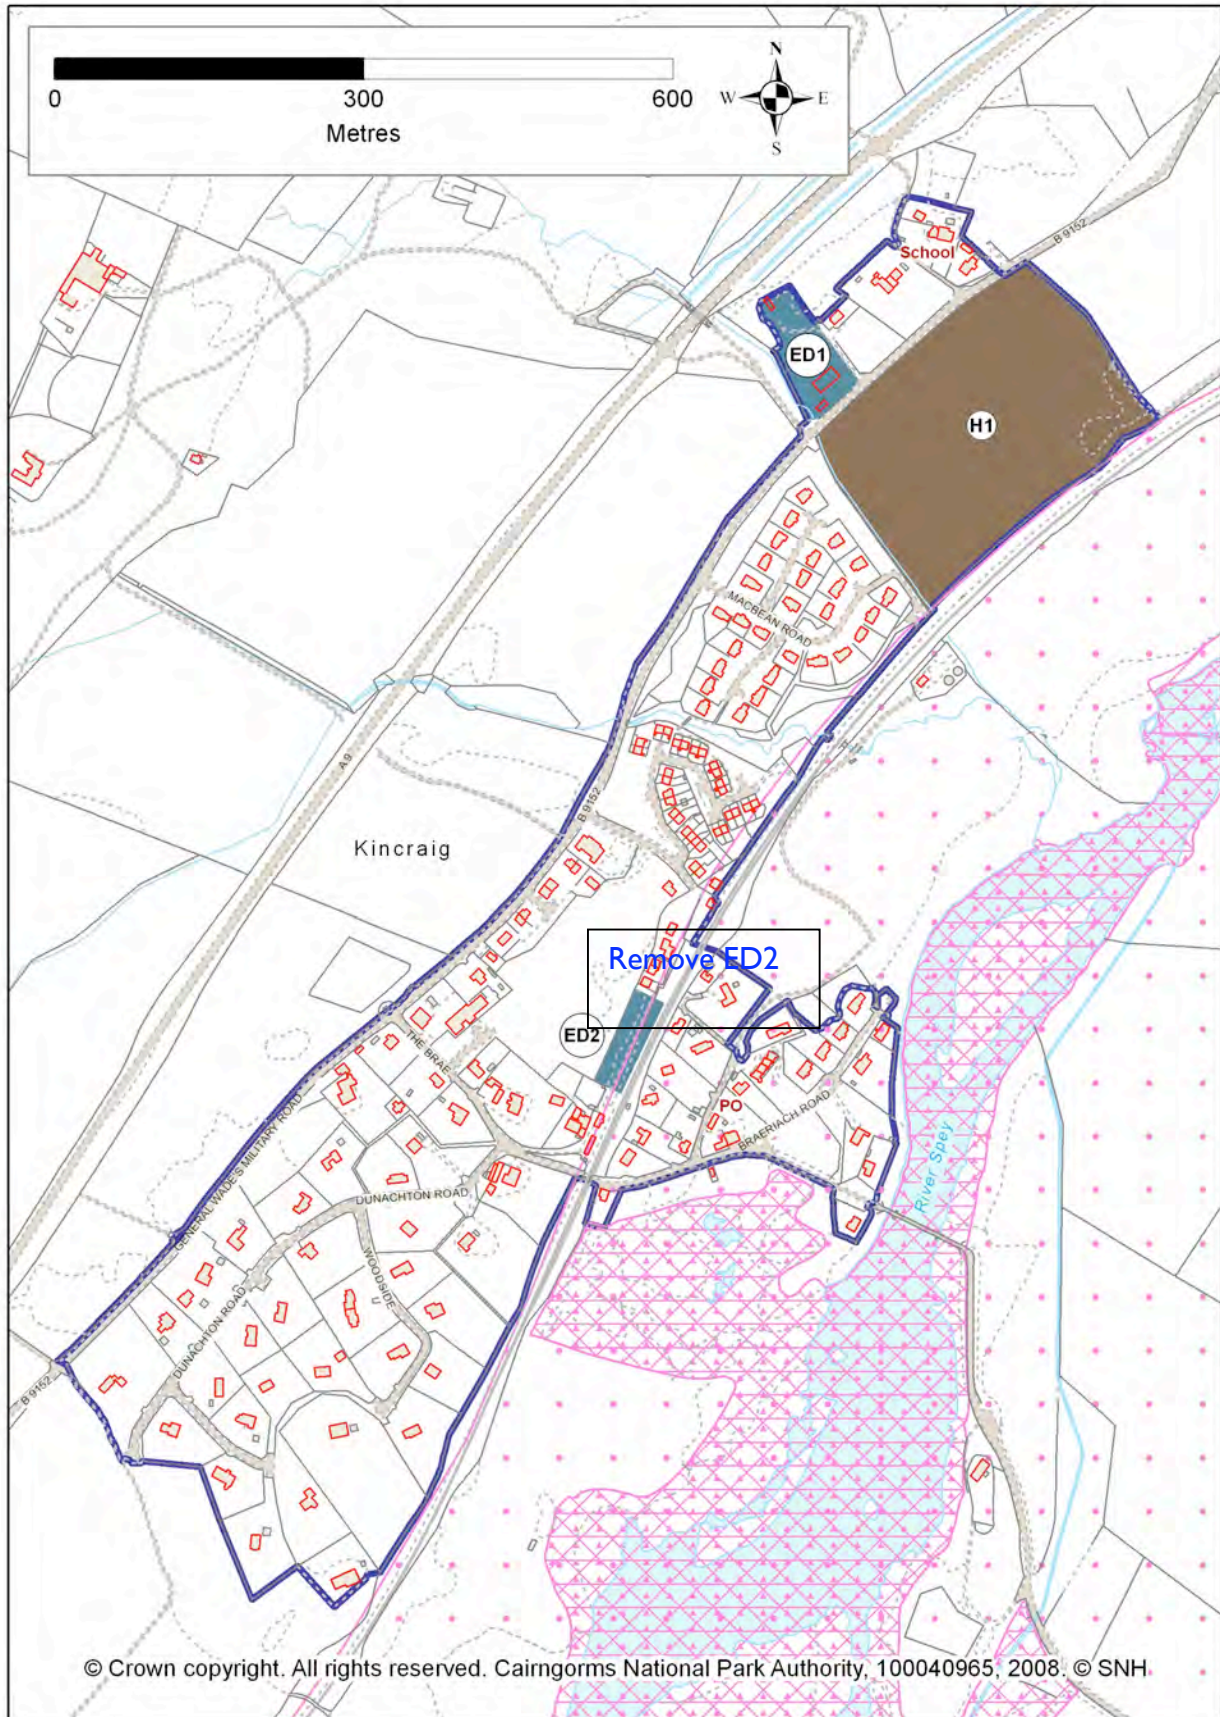 N
W E
S
0 300 600
Metres
B 9152
School
ED1
H1
MACBEAN ROAD
A9
B 9152
Kincraig
Remove ED2
ED2
THE BRAE
PO
BRAERIACH ROAD
GENERAL WADE'S MILITARY ROAD
River Spey
DUNACHTON ROAD
WOODSIDE
DUNACHTON ROAD
B 9152
© Crown copyright. All rights reserved. Cairngorms National Park Authority, 100040965, 2008. © SNH